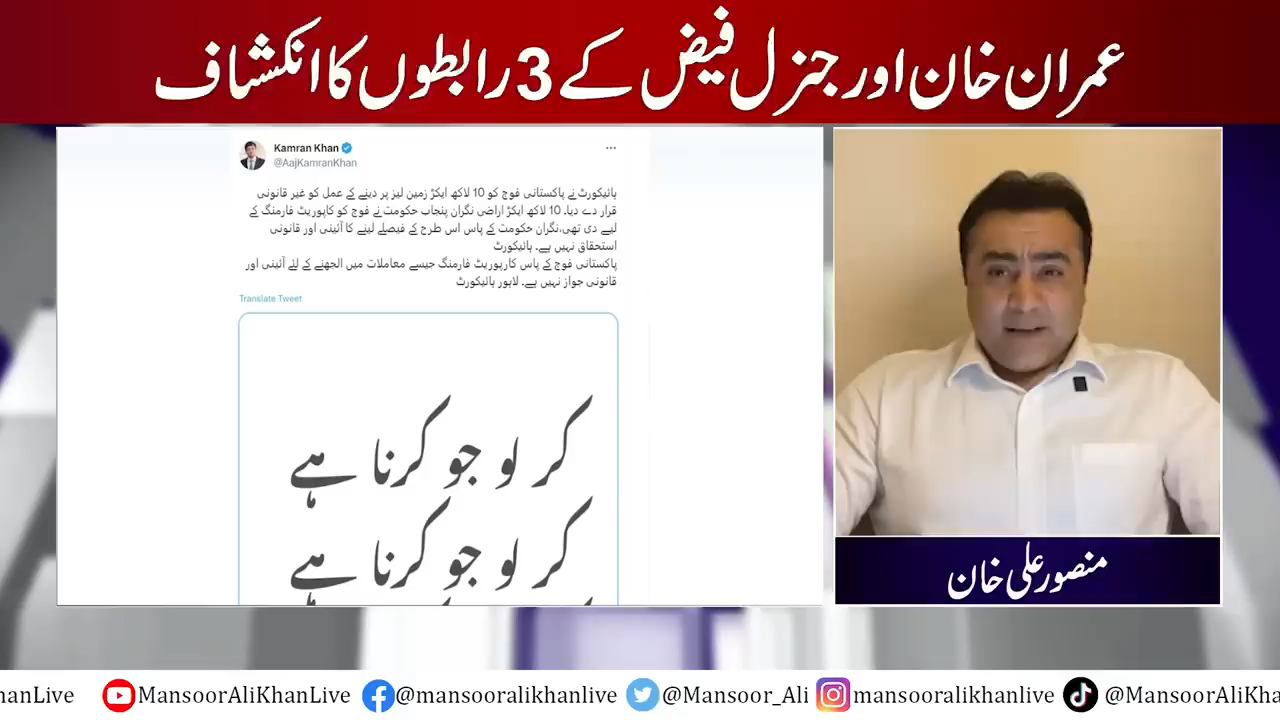 عمران خان اور جنرل فیض کے 3 رابطوں کا انکشاف
Kamran Khan
@AajKamranKhan
ہائیکورٹ نے پاکستانی فوج کو 10 لاکھ ایکڑ زمین لیز پر دینے کے عمل کو غیر قانونی
قرار دے دیا۔ 10 لاکھ ایکڑ اراضی نگران پنجاب حکومت نے فوج کو کاپوریٹ فارمنگ کے
لیے دی تھی،نگران حکومت کے پاس اس طرح کے فیصلے لینے کا آئینی اور قانونی
استحقاق نہیں ہے۔ ہائیکورٹ
پاکستانی فوج کے پاس کارپوریٹ فارمنگ جیسے معاملات میں الجھنے کے لئے آئینی اور
قانونی جواز نہیں ہے۔ لاہور ہائیکورٹ
Translate Tweet
کر لو جو کرنا ہے
کر لو جو کرنا ہے
منصور علی خان
hanLive MansoorAliKhanLive @mansooralikhanlive @Mansoor_Ali mansooralikhanlive @MansoorAliKha